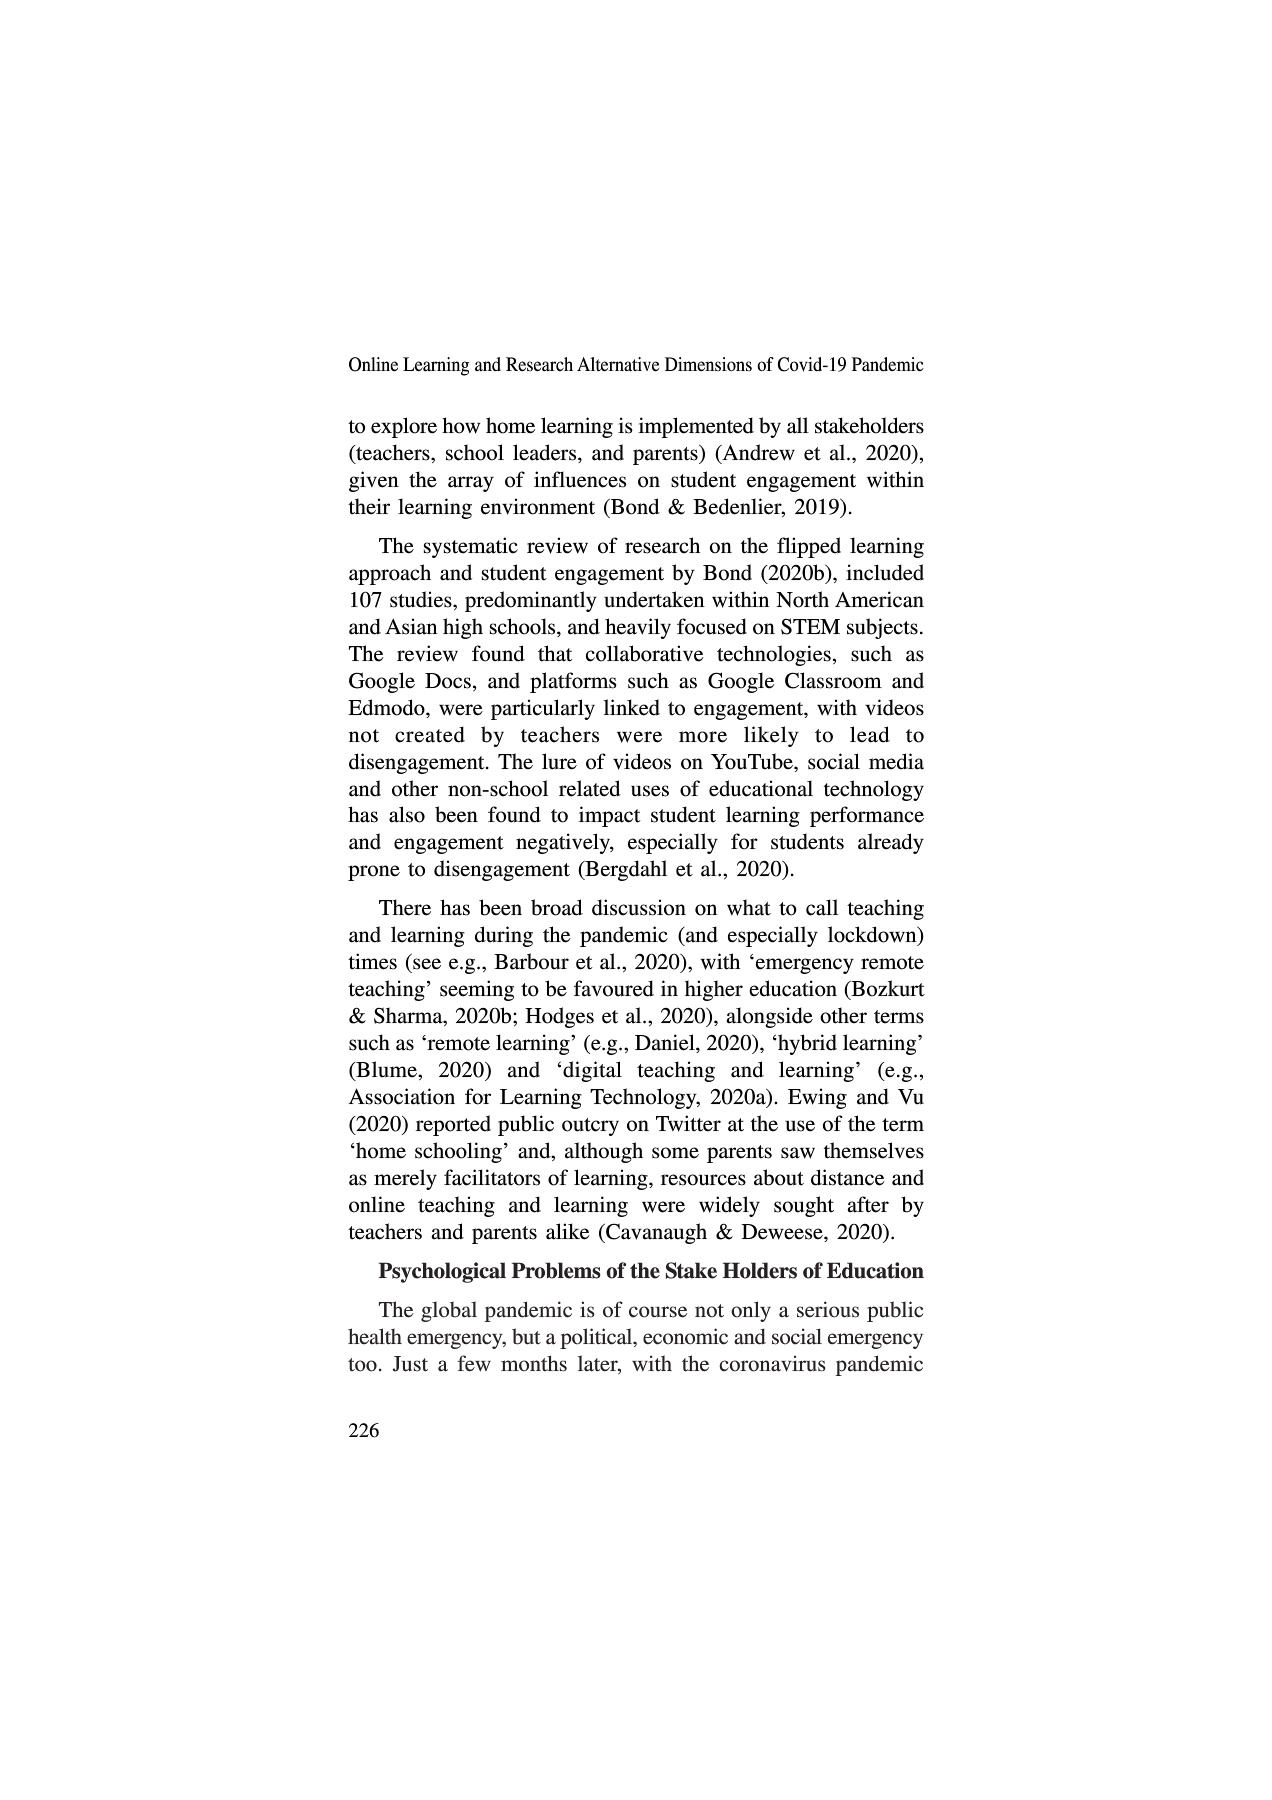 Online Learning and Research Alternative Dimensions of Covid-19 Pandemic
to explore how home learning is implemented by all stakeholders
(teachers, school leaders, and parents) (Andrew et al., 2020),
given the array of influences on student engagement within
their learning environment (Bond & Bedenlier, 2019).
The systematic review of research on the flipped learning
approach and student engagement by Bond (2020b), included
107 studies, predominantly undertaken within North American
and Asian high schools, and heavily focused on STEM subjects.
The review found that collaborative technologies, such as
Google Docs, and platforms such as Google Classroom and
Edmodo, were particularly linked to engagement, with videos
not created by teachers were more likely to lead to
disengagement. The lure of videos on YouTube, social media
and other non-school related uses of educational technology
has also been found to impact student learning performance
and engagement negatively, especially for students already
prone to disengagement (Bergdahl et al., 2020).
There has been broad discussion on what to call teaching
and learning during the pandemic (and especially lockdown)
times (see e.g., Barbour et al., 2020), with ‘emergency remote
teaching’ seeming to be favoured in higher education (Bozkurt
& Sharma, 2020b; Hodges et al., 2020), alongside other terms
such as ‘remote learning’ (e.g., Daniel, 2020), ‘hybrid learning’
(Blume, 2020) and ‘digital teaching and learning’ (e.g.,
Association for Learning Technology, 2020a). Ewing and Vu
(2020) reported public outcry on Twitter at the use of the term
‘home schooling’ and, although some parents saw themselves
as merely facilitators of learning, resources about distance and
online teaching and learning were widely sought after by
teachers and parents alike (Cavanaugh & Deweese, 2020).
Psychological Problems of the Stake Holders of Education
The global pandemic is of course not only a serious public
health emergency, but a political, economic and social emergency
too. Just a few months later, with the coronavirus pandemic
226